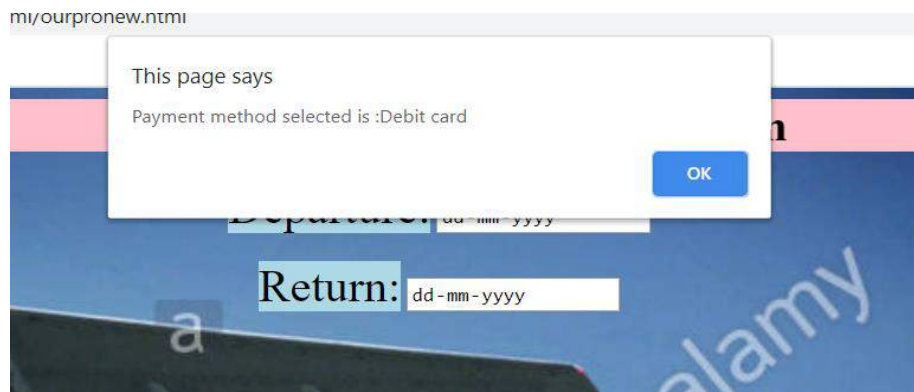 ml/ourpronew.html
This page says
Payment method selected is :Debit card
n
OK
Departure: dd-mm-yyyy
Return: dd-mm-yyyy
a
alamy